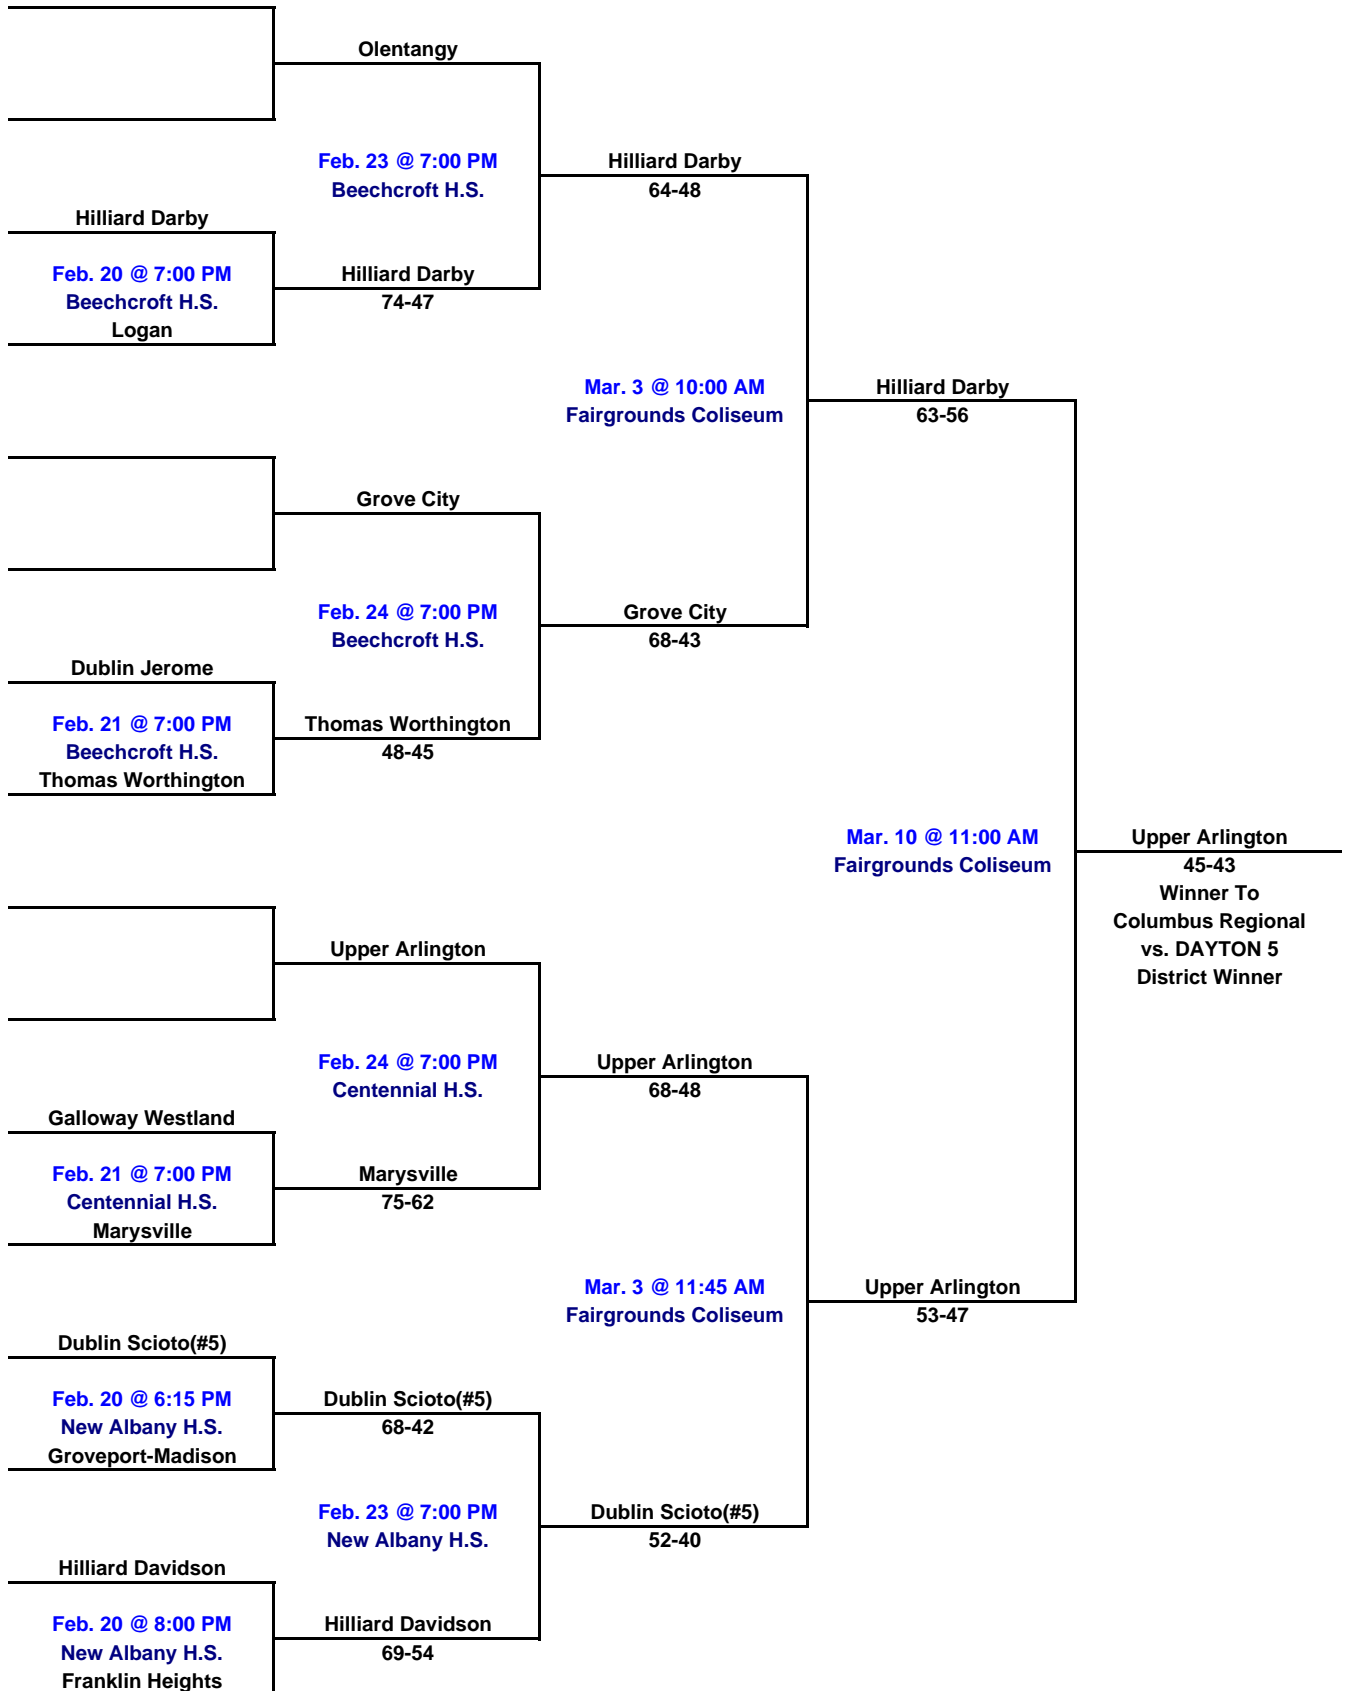 Olentangy
Feb. 23 @ 7:00 PM
Hilliard Darby
Beechcroft H.S.
64-48
Hilliard Darby
Feb. 20 @ 7:00 PM
Hilliard Darby
Beechcroft H.S.
74-47
Logan
Mar. 3 @ 10:00 AM
Hilliard Darby
Fairgrounds Coliseum
63-56
Grove City
Feb. 24 @ 7:00 PM
Grove City
Beechcroft H.S.
68-43
Dublin Jerome
Feb. 21 @ 7:00 PM
Thomas Worthington
Beechcroft H.S.
48-45
Thomas Worthington
Mar. 10 @ 11:00 AM
Upper Arlington
Fairgrounds Coliseum
45-43
Winner To
Columbus Regional
Upper Arlington
vs. DAYTON 5
District Winner
Feb. 24 @ 7:00 PM
Upper Arlington
Centennial H.S.
68-48
Galloway Westland
Feb. 21 @ 7:00 PM
Marysville
Centennial H.S.
75-62
Marysville
Mar. 3 @ 11:45 AM
Upper Arlington
Fairgrounds Coliseum
53-47
Dublin Scioto(#5)
Feb. 20 @ 6:15 PM
Dublin Scioto(#5)
New Albany H.S.
68-42
Groveport-Madison
Feb. 23 @ 7:00 PM
Dublin Scioto(#5)
New Albany H.S.
52-40
Hilliard Davidson
Feb. 20 @ 8:00 PM
Hilliard Davidson
New Albany H.S.
69-54
Franklin Heights